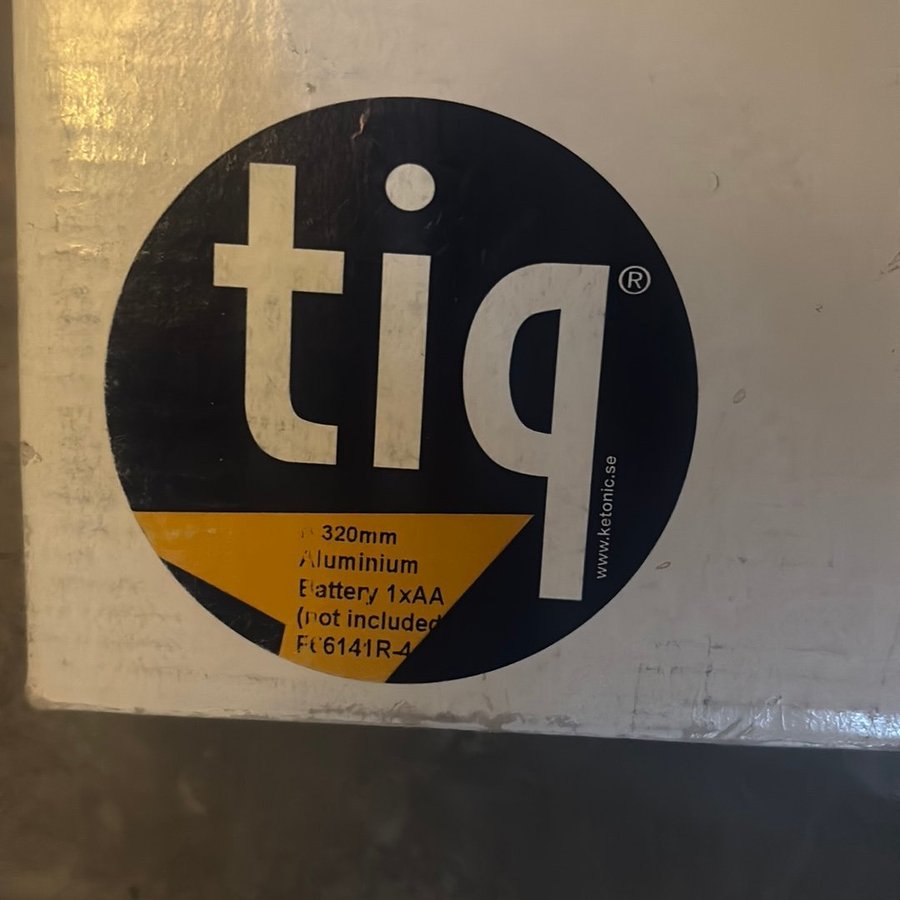 tiq®
www.ketonic.se
320mm
Aluminium
Battery 1xAA
(not included